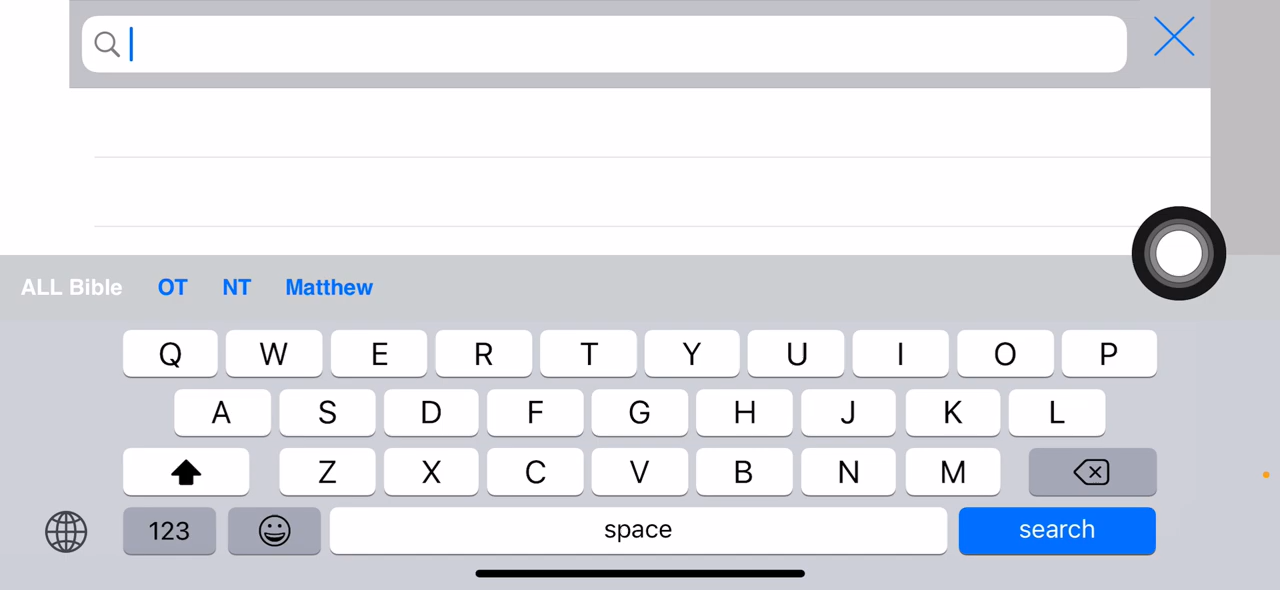 ALL Bible OT NT Matthew
Q W E R T Y U I O P
A S D F G H J K L
Z X C V B N M
123 space search